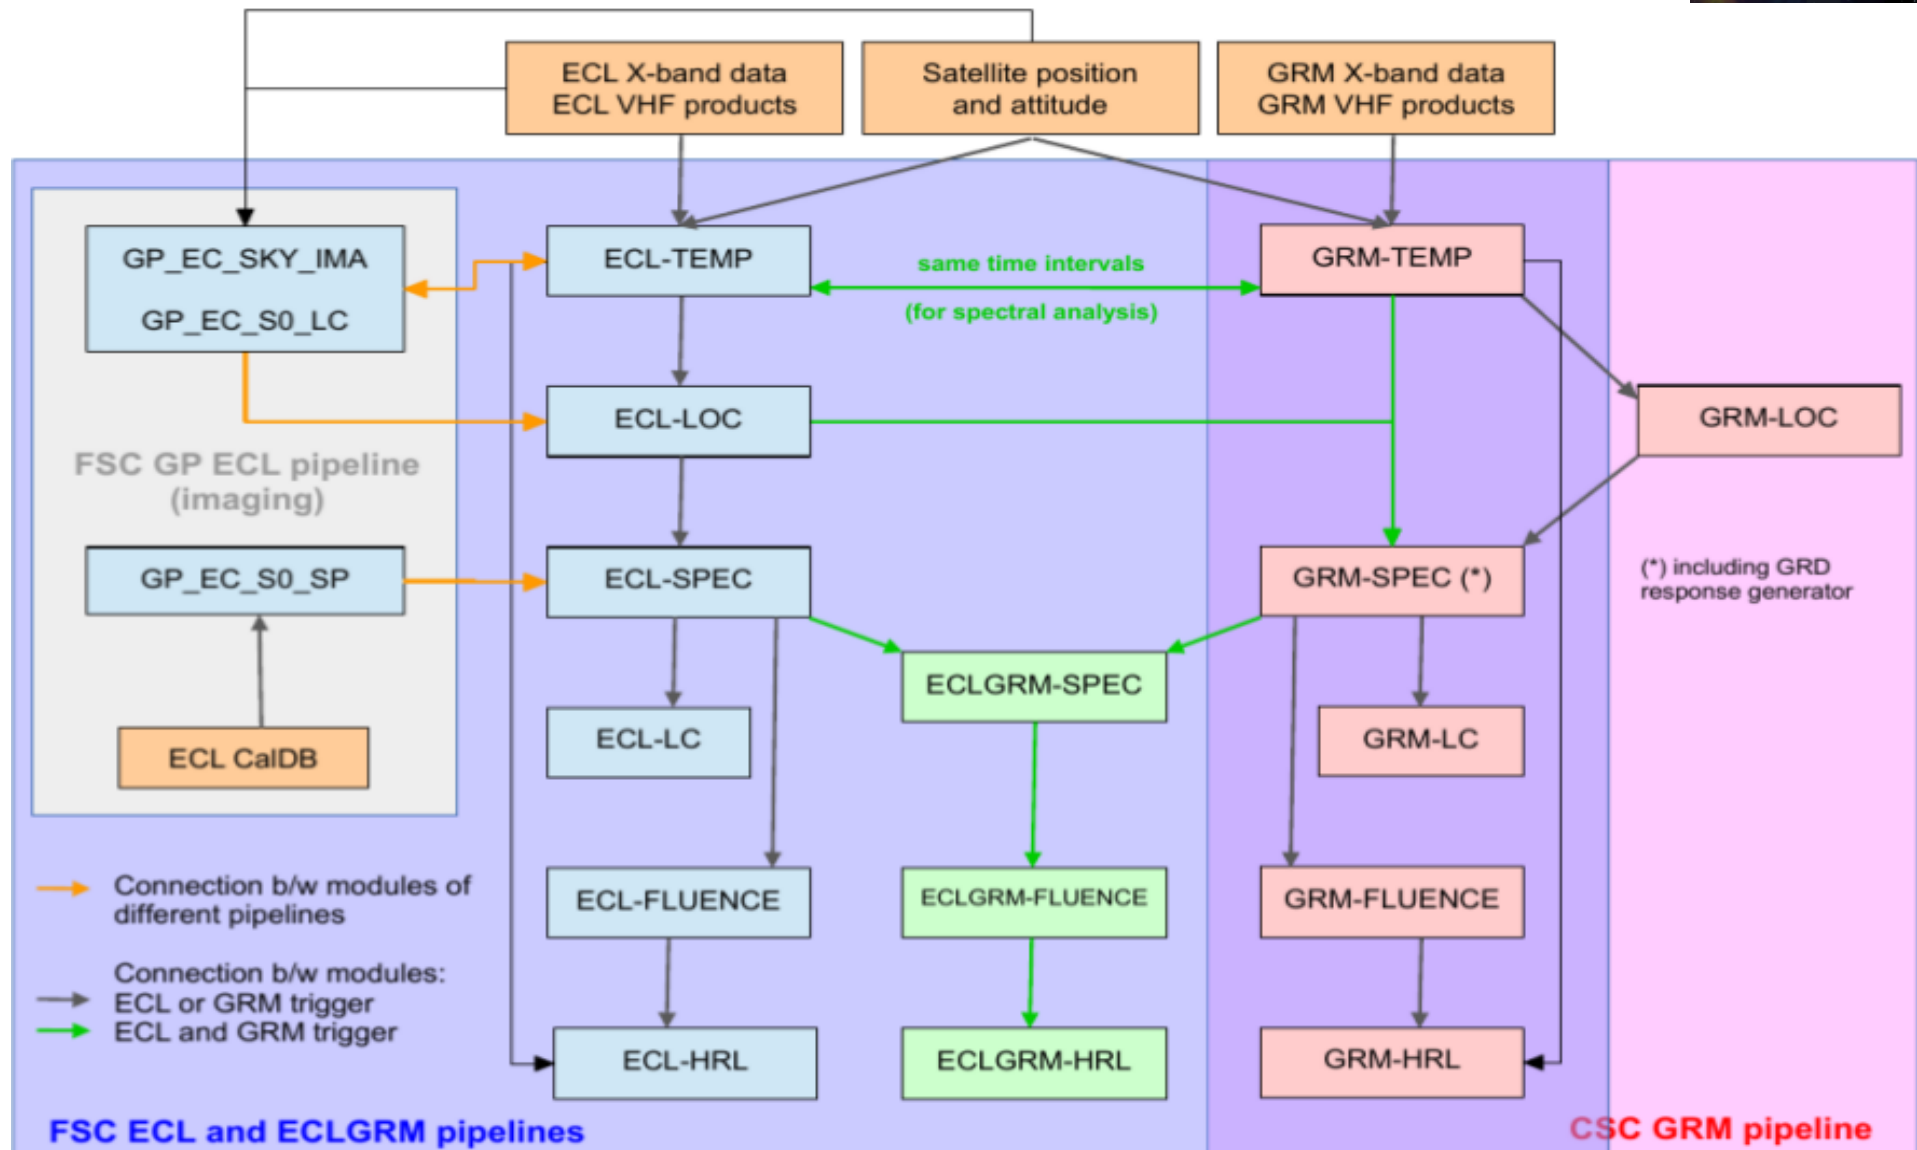 ECL X-band data
ECL VHF products
Satellite position
and attitude
GRM X-band data
GRM VHF products
GP_EC_SKY_IMA
GP_EC_S0_LC
ECL-TEMP
same time intervals
(for spectral analysis)
GRM-TEMP
ECL-LOC
GRM-LOC
FSC GP ECL pipeline
(imaging)
GP_EC_S0_SP
ECL-SPEC
GRM-SPEC (*)
(*) including GRD
response generator
ECLGRM-SPEC
ECL CalDB
ECL-LC
GRM-LC
Connection b/w modules of
different pipelines
ECL-FLUENCE
ECLGRM-FLUENCE
GRM-FLUENCE
Connection b/w modules:
ECL or GRM trigger
ECL and GRM trigger
ECL-HRL
ECLGRM-HRL
GRM-HRL
FSC ECL and ECLGRM pipelines
CSC GRM pipeline